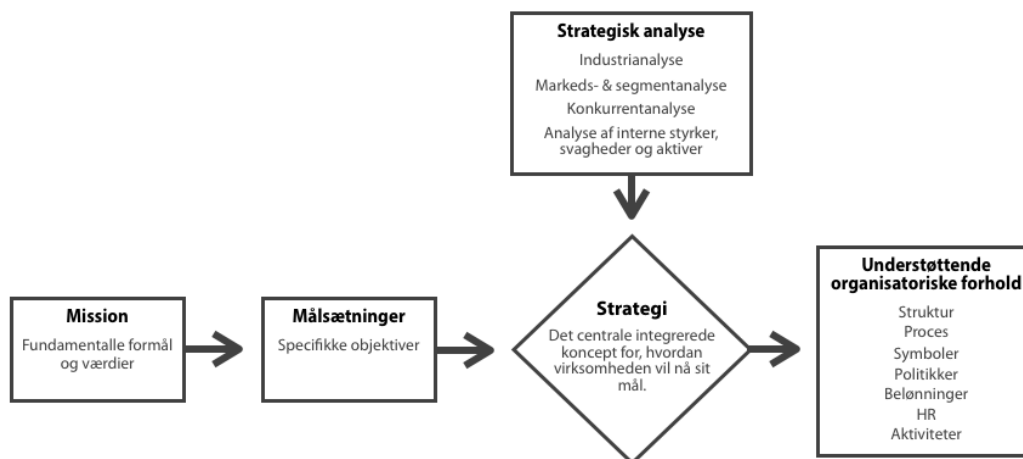 Strategisk analyse
Industrianalyse
Markeds- & segmentanalyse
Konkurrentanalyse
Analyse af interne styrker,
svagheder og aktiver
Mission
Fundamentalle formål
og værdier
Målsætninger
Specifikke objektiver
Strategi
Det centrale integrerede
koncept for, hvordan
virksomheden vil nå sit
mål.
Understøttende
organisatoriske forhold
Struktur
Proces
Symboler
Politikker
Belønninger
HR
Aktiviteter